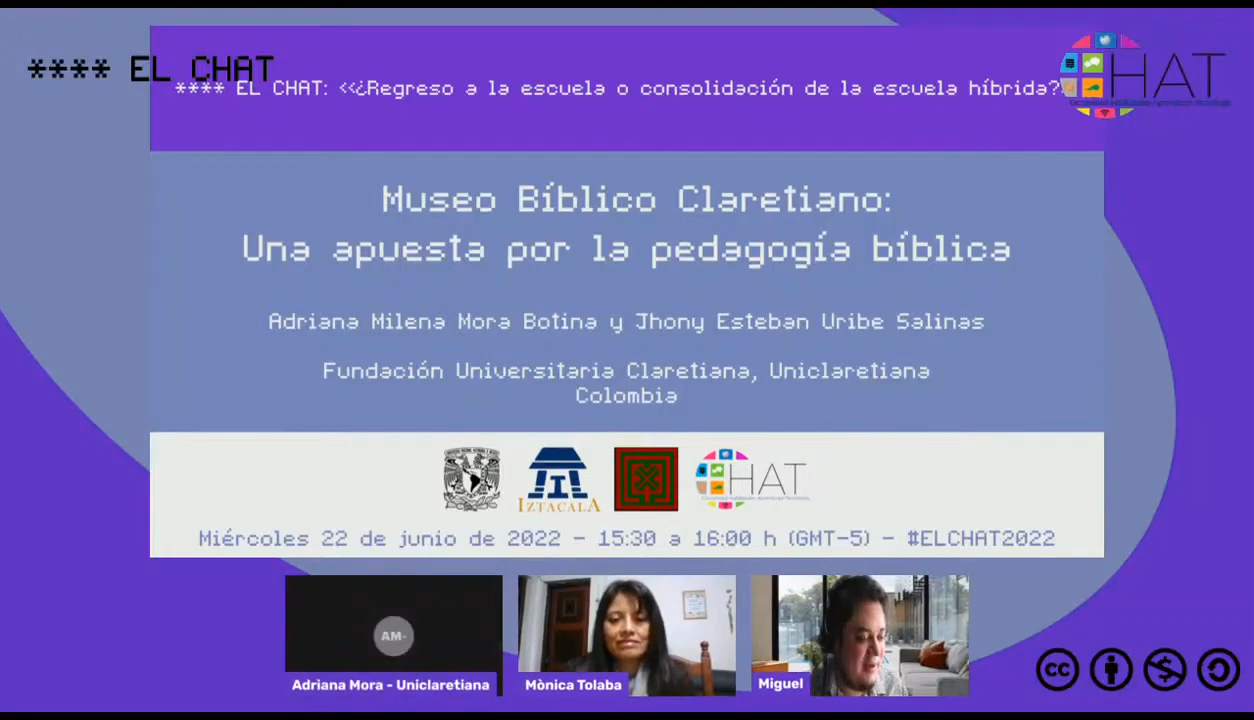 **** EL CHAT
**** EL CHAT: <<¿Regreso a la escuela o consolidación de la escuela híbrida?
HAT
Museo Bíblico Claretiano:
Una apuesta por la pedagogía bíblica
Adriana Milena Mora Botina y Jhony Esteban Uribe Salinas
Fundación Universitaria Claretiana, Uniclaretiana
Colombia
IZTACALA
HAT
Miércoles 22 de junio de 2022 - 15:30 a 16:00 h (GMT-5) - #ELCHAT2022
AM-
Adriana Mora - Uniclaretiana
Mònica Tolaba
Miguel
cc